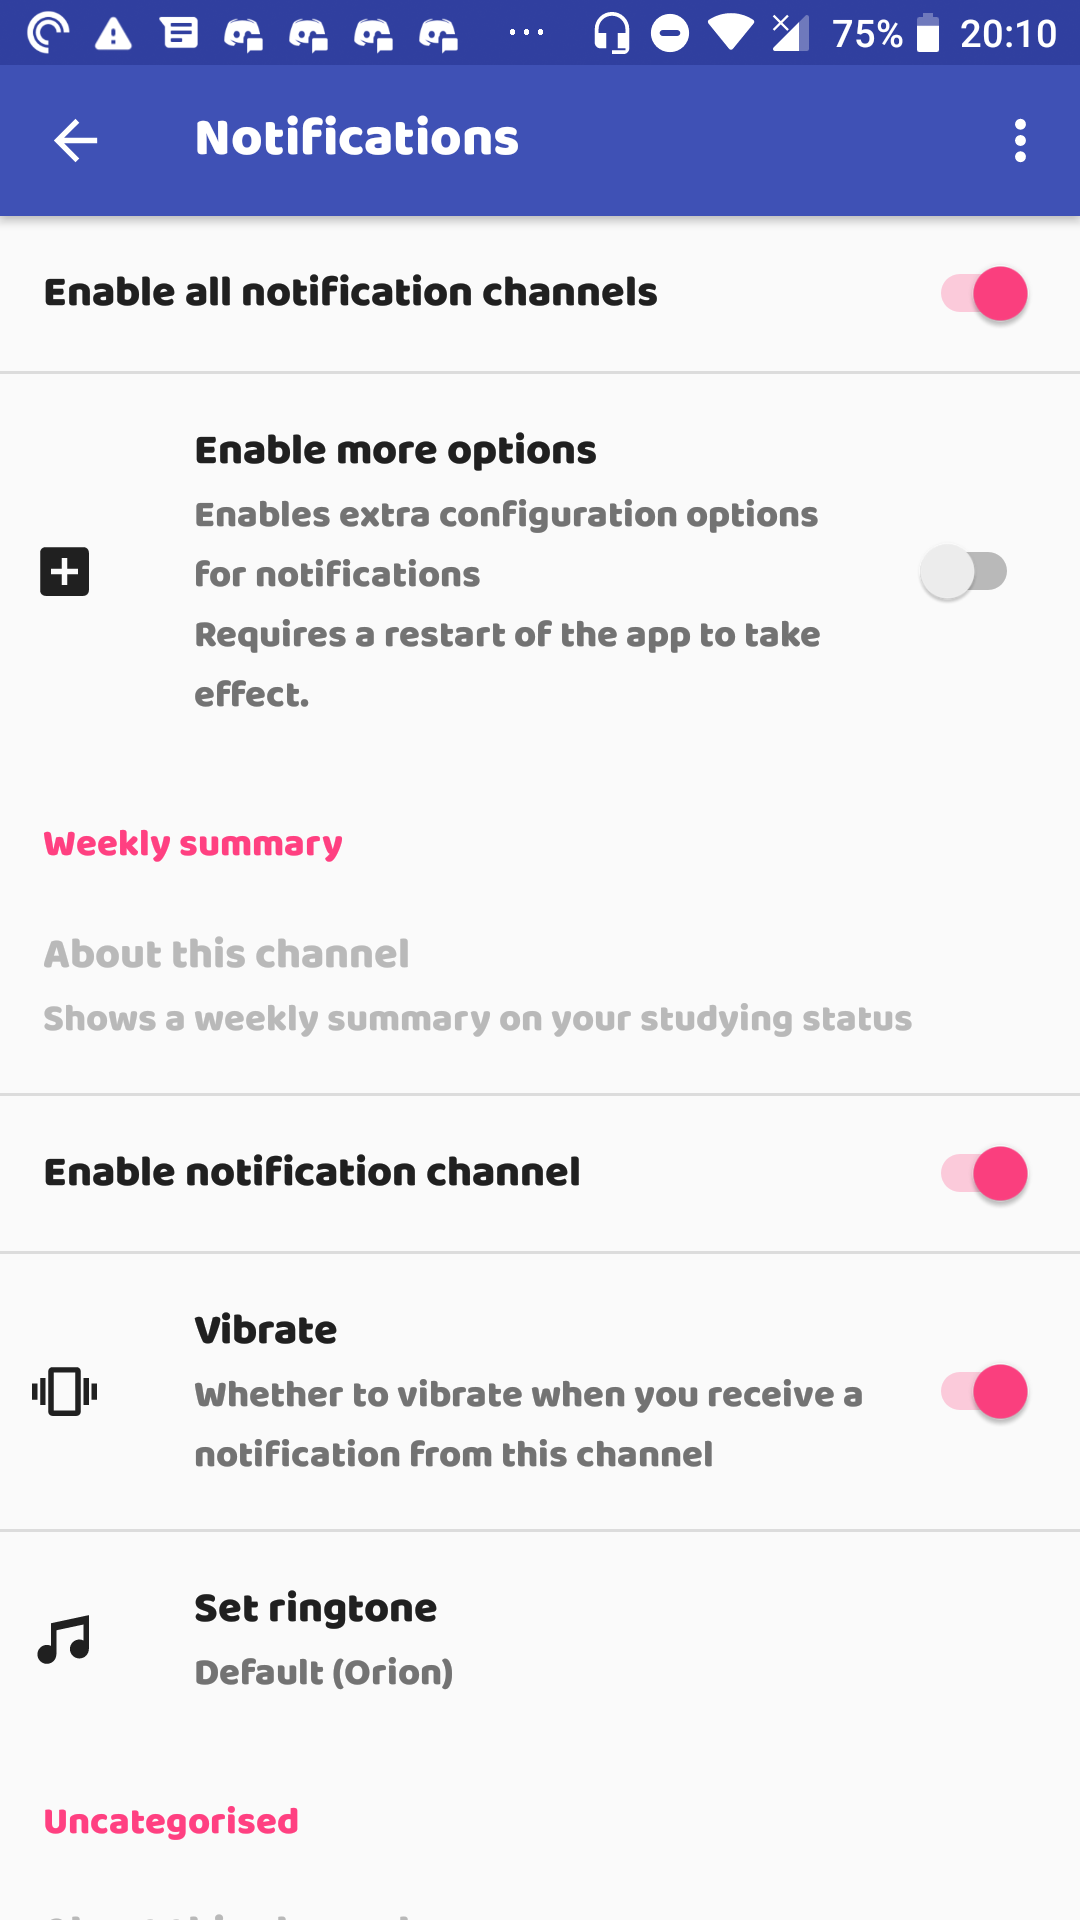 75% 20:10
Notifications
Enable all notification channels
Enable more options
Enables extra configuration options
for notifications
Requires a restart of the app to take
effect.
Weekly summary
About this channel
Shows a weekly summary on your studying status
Enable notification channel
Vibrate
Whether to vibrate when you receive a
notification from this channel
Set ringtone
Default (Orion)
Uncategorised